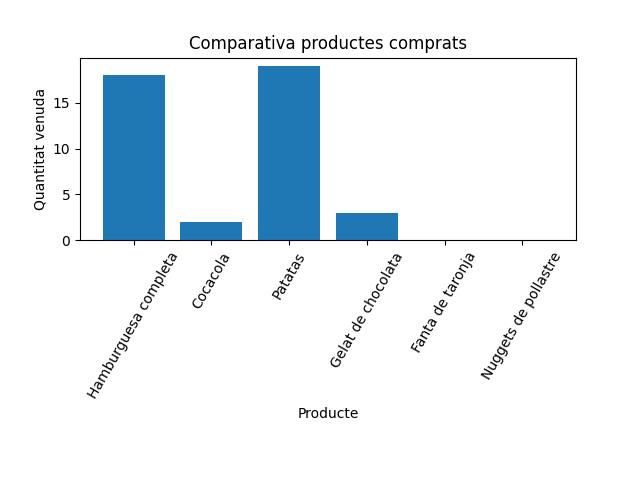 Comparativa productes comprats
Quantitat venuda
15
10
5
0
Hamburguesa completa
Cocacola
Patatas
Gelat de chocolata
Fanta de taronja
Nuggets de pollastre
Producte